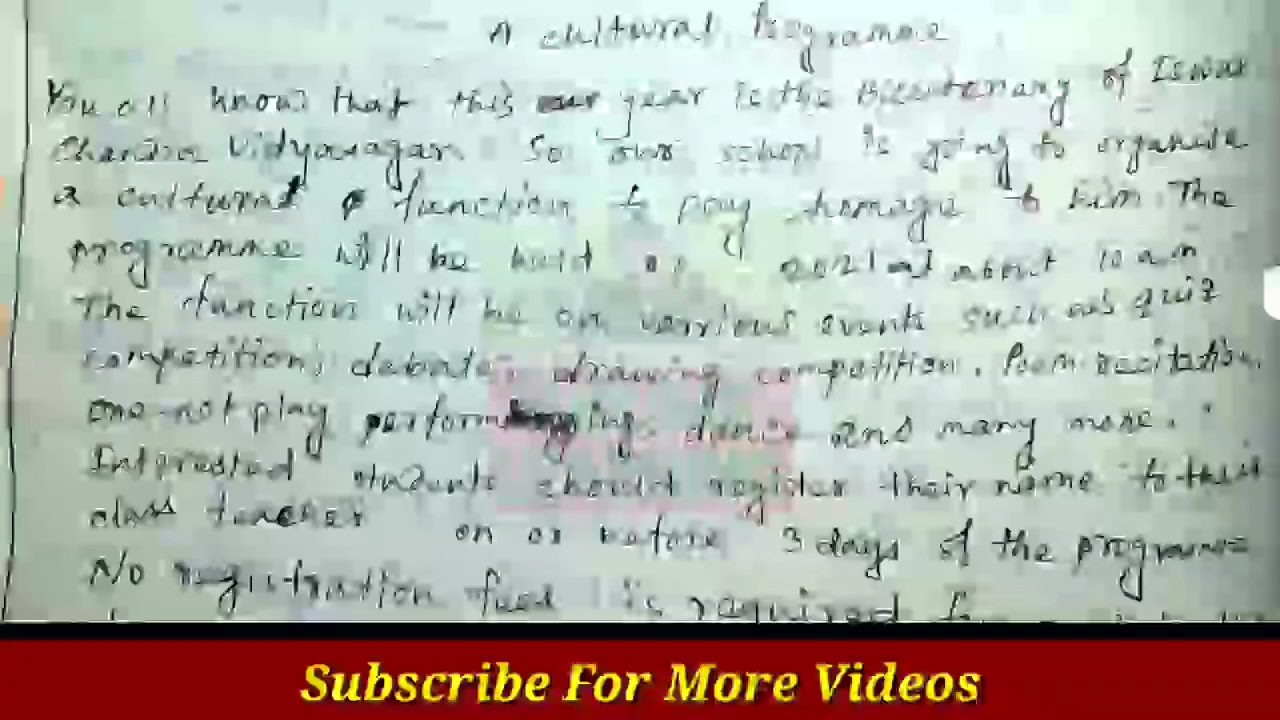 A cultural Programme
You all know that this year is the Bicentenary of Iswar
Chandra Vidyasagar. So our school is going to organise
a cultural function to pay homage to him. The
programme will be held on 2021 at about 10 a.m
The function will be on various events such as quiz
competition, debate, drawing competition, Poem recitation,
one-not play performing, dance and many more.
Interested students should register their name to their
class teacher on or before 3 days of the programme
No registration fees is required
Subscribe For More Videos